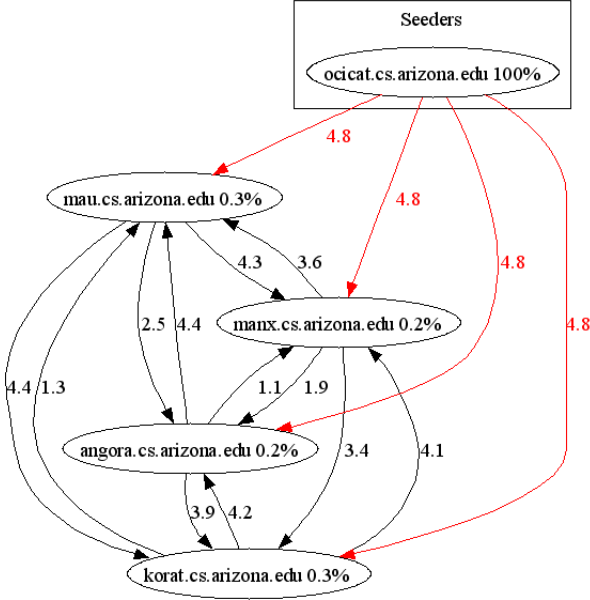 Seeders
ocicat.cs.arizona.edu 100%
4.8
mau.cs.arizona.edu 0.3%
4.8
4.3
3.6
4.8
manx.cs.arizona.edu 0.2%
2.5
4.4
4.8
4.4
1.3
1.1
1.9
angora.cs.arizona.edu 0.2%
3.4
4.1
3.9
4.2
korat.cs.arizona.edu 0.3%